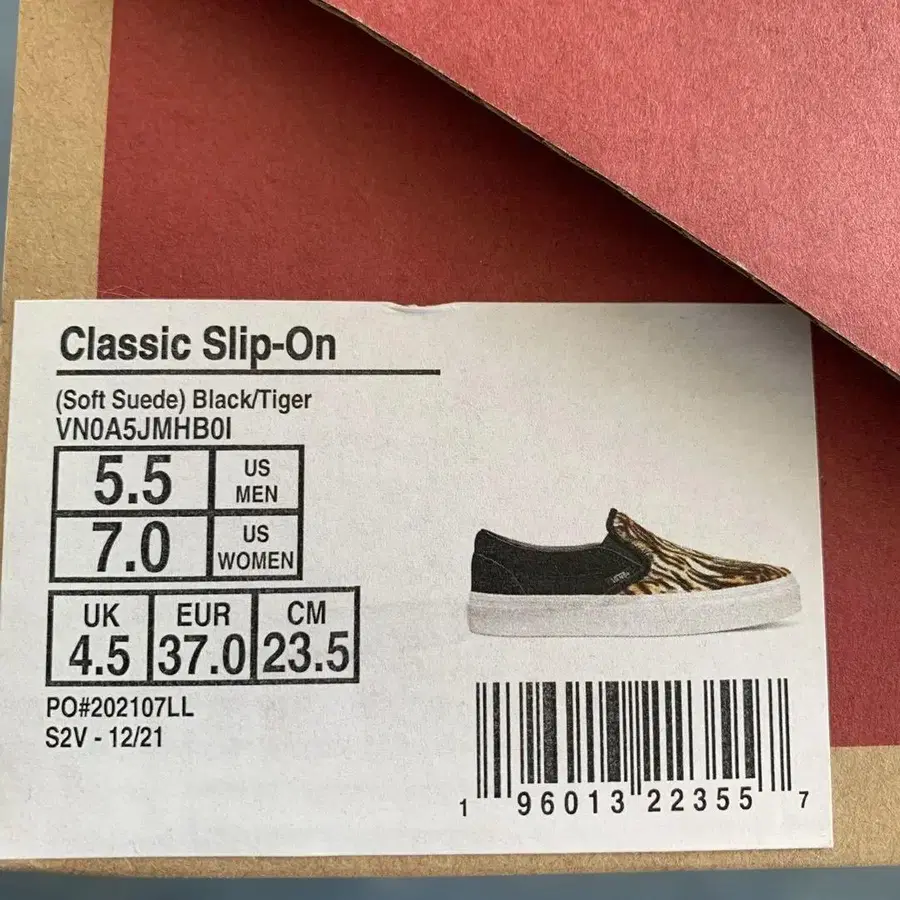 Classic Slip-On
(Soft Suede) Black/Tiger
VN0A5JMHB0I
5.5 US MEN
7.0 US WOMEN
UK EUR CM
4.5 37.0 23.5
PO#202107LL
S2V - 12/21
1 96013 22355 7